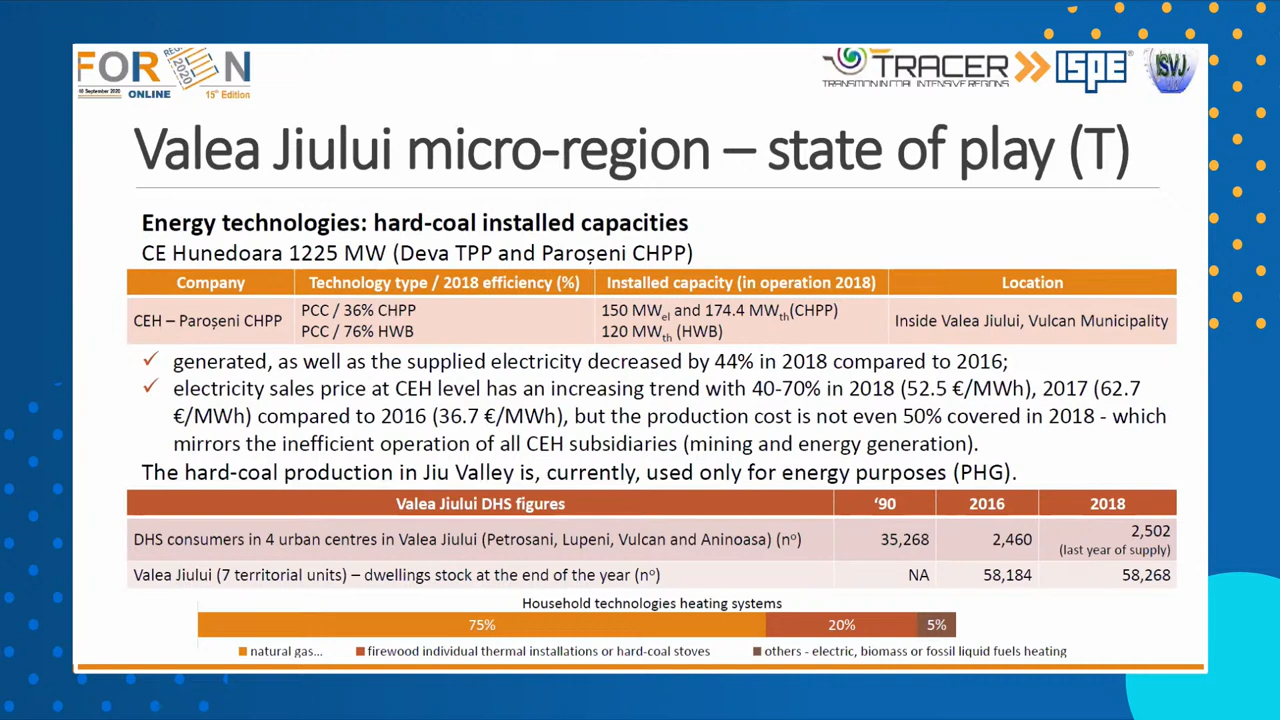 FOR N
REGIO
2020
10 September 2020 ONLINE 15th Edition
TRACER
TRANSITION IN COAL INTENSIVE REGIONS
ISPE®
ISVJ
Valea Jiului micro-region – state of play (T)
Energy technologies: hard-coal installed capacities
CE Hunedoara 1225 MW (Deva TPP and Paroșeni CHPP)
Company Technology type / 2018 efficiency (%) Installed capacity (in operation 2018) Location
CEH – Paroșeni CHPP PCC / 36% CHPP 150 MWel and 174.4 MWth(CHPP) Inside Valea Jiului, Vulcan Municipality
PCC / 76% HWB 120 MWth (HWB)
✓ generated, as well as the supplied electricity decreased by 44% in 2018 compared to 2016;
✓ electricity sales price at CEH level has an increasing trend with 40-70% in 2018 (52.5 €/MWh), 2017 (62.7
€/MWh) compared to 2016 (36.7 €/MWh), but the production cost is not even 50% covered in 2018 - which
mirrors the inefficient operation of all CEH subsidiaries (mining and energy generation).
The hard-coal production in Jiu Valley is, currently, used only for energy purposes (PHG).
Valea Jiului DHS figures ‘90 2016 2018
DHS consumers in 4 urban centres in Valea Jiului (Petrosani, Lupeni, Vulcan and Aninoasa) (nº) 35,268 2,460 2,502
(last year of supply)
Valea Jiului (7 territorial units) – dwellings stock at the end of the year (nº) NA 58,184 58,268
Household technologies heating systems
75% 20% 5%
natural gas... firewood individual thermal installations or hard-coal stoves others - electric, biomass or fossil liquid fuels heating